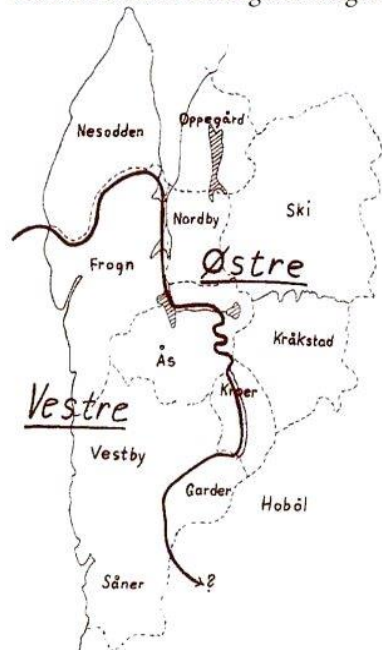 Nesodden
Oppegård
Nordby
Ski
Frogn
Østre
Ås
Kråkstad
Kroer
Vestre
Vestby
Garder
Hobøl
Såner
?